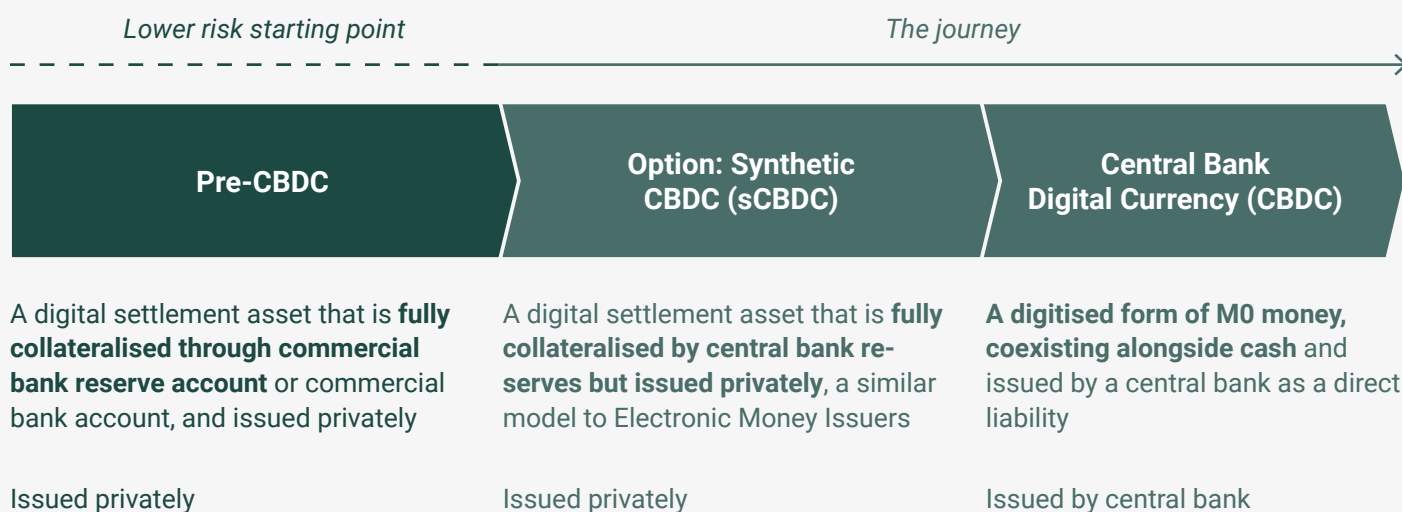 Lower risk starting point
The journey
Pre-CBDC
Option: Synthetic
CBDC (sCBDC)
Central Bank
Digital Currency (CBDC)
A digital settlement asset that is fully
collateralised through commercial
bank reserve account or commercial
bank account, and issued privately
A digital settlement asset that is fully
collateralised by central bank re-
serves but issued privately, a similar
model to Electronic Money Issuers
A digitised form of M0 money,
coexisting alongside cash and
issued by a central bank as a direct
liability
Issued privately
Issued privately
Issued by central bank